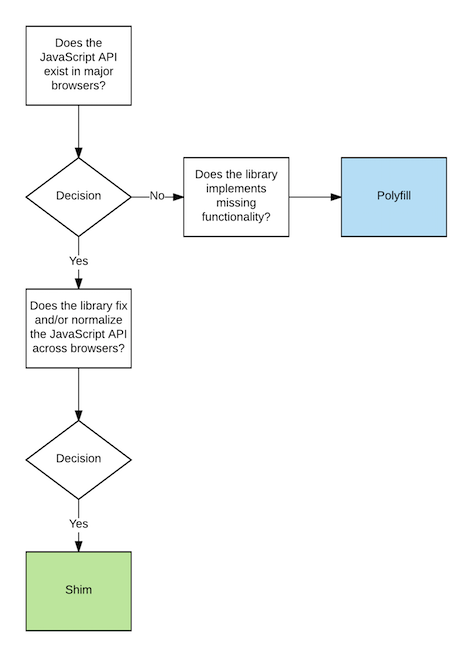 Does the
JavaScript API
exist in major
browsers?
Decision
No
Does the library
implements
missing
functionality?
Polyfill
Yes
Does the library fix
and/or normalize
the JavaScript API
across browsers?
Decision
Yes
Shim